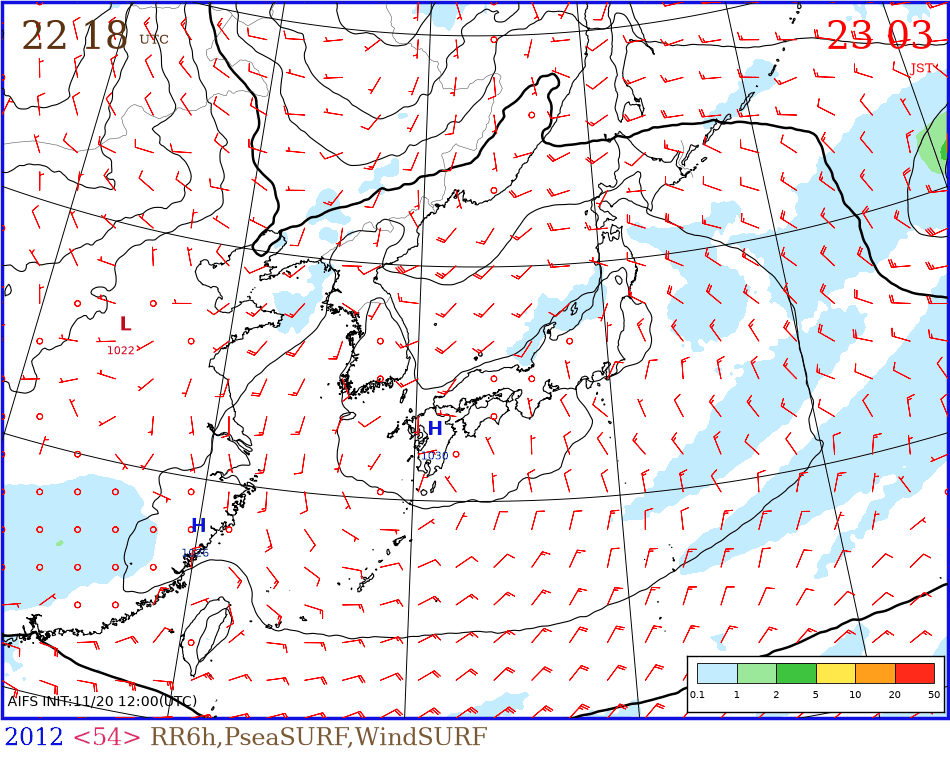 22 18 UTC
23 03
JST
L
1022
H
1030
H
0.1 1 2 5 10 20 50
AIFS INIT:11/20 12:00(UTC)
2012 <54> RR6h,PseaSURF,WindSURF